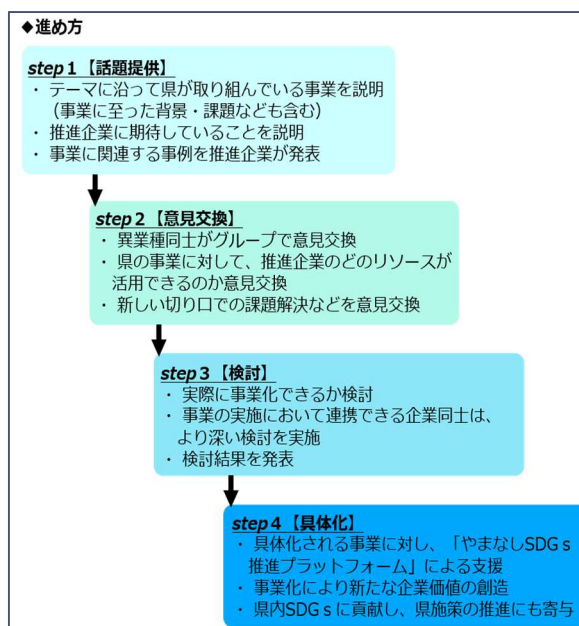 ◆進め方
step 1 【話題提供】
・ テーマに沿って県が取り組んでいる事業を説明
（事業に至った背景・課題なども含む）
・ 推進企業に期待していることを説明
・ 事業に関連する事例を推進企業が発表
step 2 【意見交換】
・ 異業種同士がグループで意見交換
・ 県の事業に対して、推進企業のどのリソースが
活用できるのか意見交換
・ 新しい切り口での課題解決などを意見交換
step 3 【検討】
・ 実際に事業化できるか検討
・ 事業の実施において連携できる企業同士は、
より深い検討を実施
・ 検討結果を発表
step 4 【具体化】
・ 具体化される事業に対し、「やまなしSDGｓ
推進プラットフォーム」による支援
・ 事業化により新たな企業価値の創造
・ 県内SDGｓに貢献し、県施策の推進にも寄与